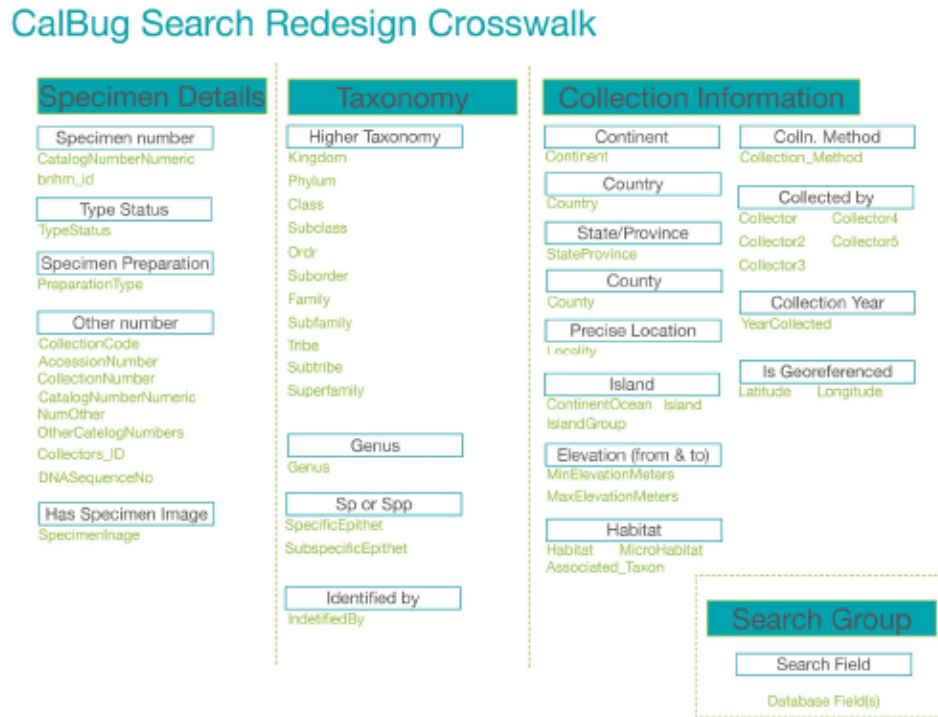 CalBug Search Redesign Crosswalk
Specimen Details
Specimen number
CatalogNumberNumeric
bnhm_id
Type Status
TypeStatus
Specimen Preparation
PreparationType
Other number
CollectionCode
AccessionNumber
CollectionNumber
CatalogNumberNumeric
NumOther
OtherCatelogNumbers
Collectors_ID
DNASequenceNo
Has Specimen Image
SpecimenInage
Taxonomy
Higher Taxonomy
Kingdom
Phylum
Class
Subclass
Ordr
Suborder
Family
Subfamily
Tribe
Subtribe
Superfamily
Genus
Genus
Sp or Spp
SpecificEpithet
SubspecificEpithet
Identified by
IndetifiedBy
Collection Information
Continent
Continent
Country
Country
State/Province
StateProvince
County
County
Precise Location
Locality
Island
ContinentOcean Island
IslandGroup
Elevation (from & to)
MinElevationMeters
MaxElevationMeters
Habitat
Habitat MicroHabitat
Associated_Taxon
Colln. Method
Collection_Method
Collected by
Collector Collector4
Collector2 Collector5
Collector3
Collection Year
YearCollected
Is Georeferenced
Latitude Longitude
Search Group
Search Field
Database Field(s)